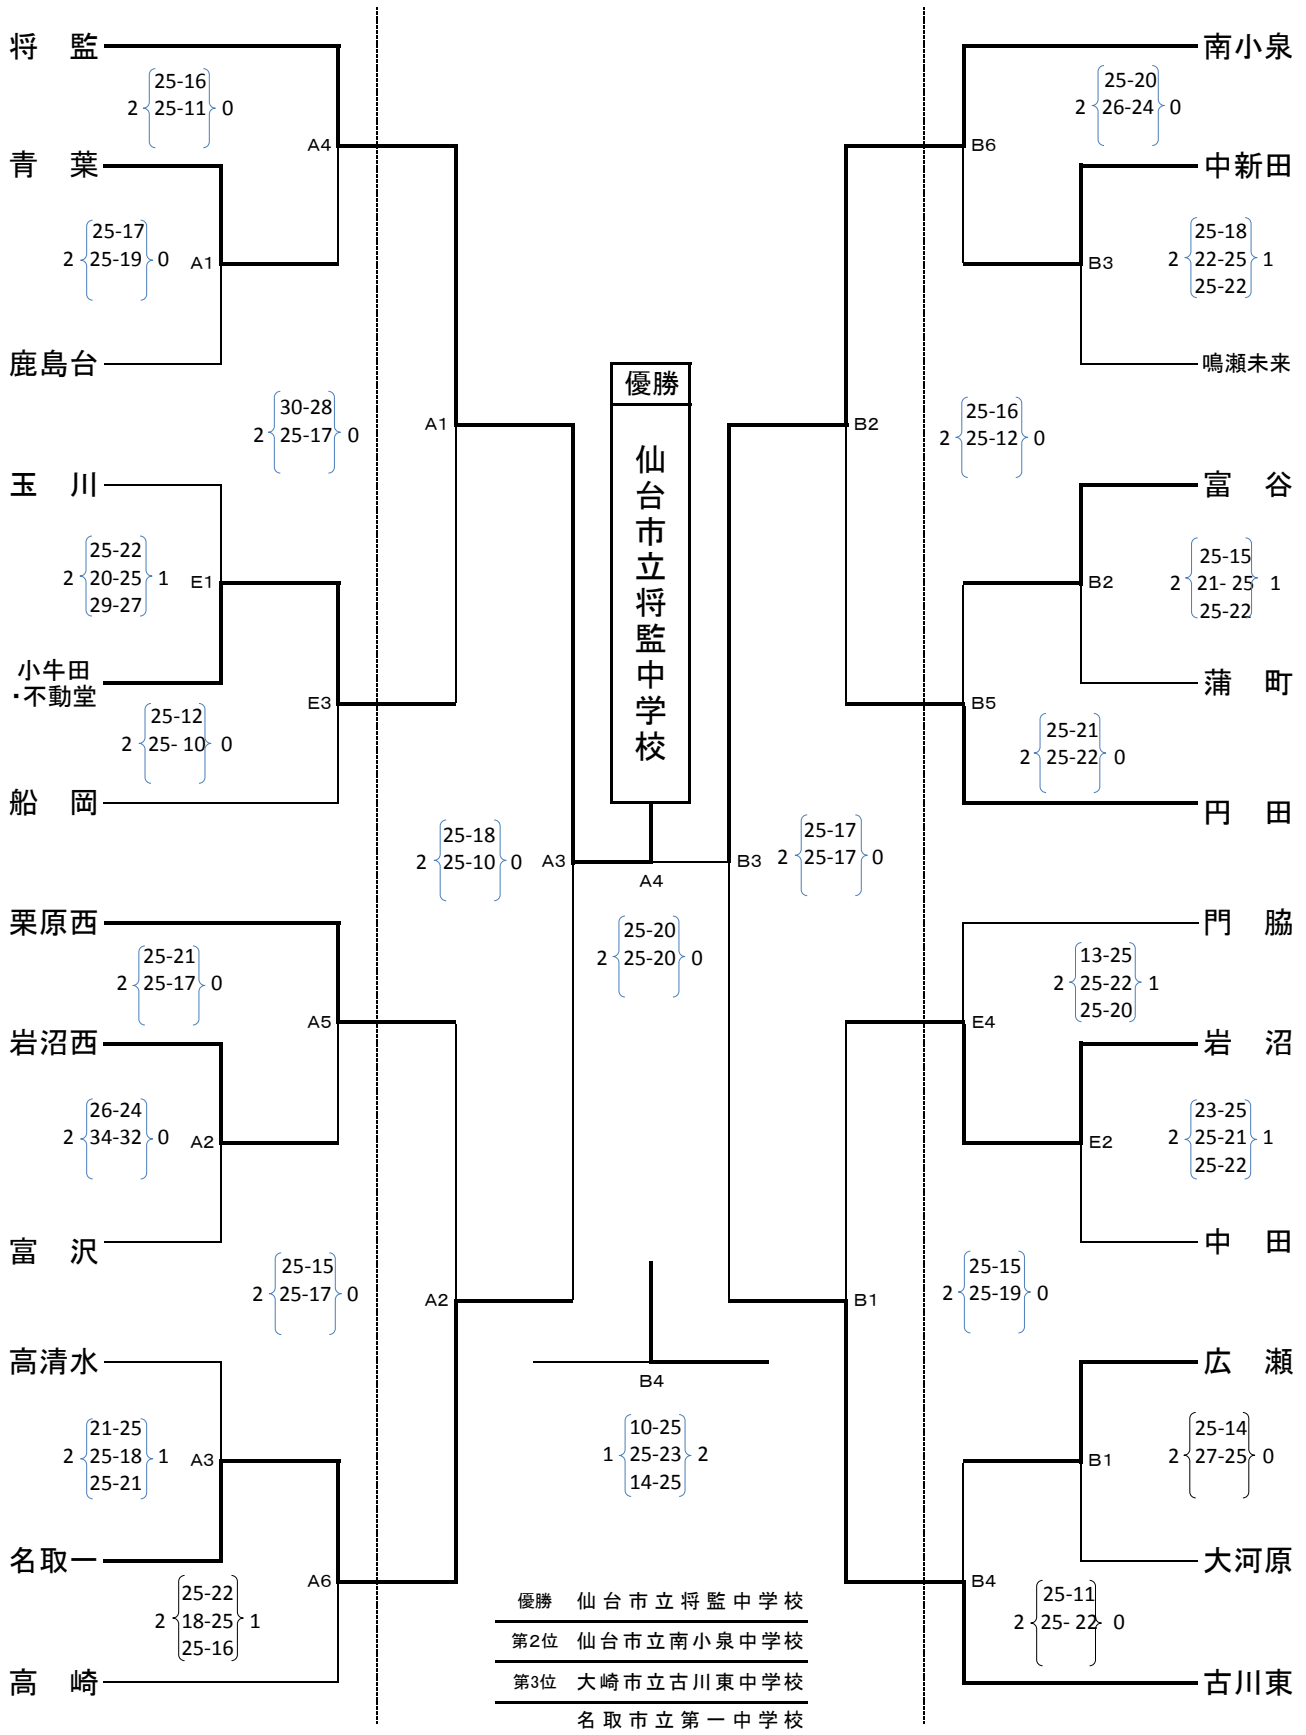 将　監
25-16
2 25-11 0
A4
青　葉
25-17
2 25-19 0
A1
鹿島台
30-28
2 25-17 0
A1
玉　川
25-22
2 20-25 1
29-27
E1
小牛田
・不動堂
25-12
2 25- 10 0
E3
船　岡
25-18
2 25-10 0
A3
栗原西
25-21
2 25-17 0
A5
岩沼西
26-24
2 34-32 0
A2
富　沢
25-15
2 25-17 0
A2
高清水
21-25
2 25-18 1
25-21
A3
名取一
25-22
2 18-25 1
25-16
A6
高　崎
優勝
仙台市立将監中学校
A4
25-20
2 25-20 0
B4
10-25
1 25-23 2
14-25
優勝 仙台市立将監中学校
第2位 仙台市立南小泉中学校
第3位 大崎市立古川東中学校
名取市立第一中学校
南小泉
25-20
2 26-24 0
B6
中新田
25-18
2 22-25 1
25-22
B3
鳴瀬未来
25-16
2 25-12 0
B2
富　谷
25-15
2 21- 25 1
25-22
B2
蒲　町
25-21
2 25-22 0
B5
円　田
25-17
2 25-17 0
B3
門　脇
13-25
2 25-22 1
25-20
E4
岩　沼
23-25
2 25-21 1
25-22
E2
中　田
25-15
2 25-19 0
B1
広　瀬
25-14
2 27-25 0
B1
大河原
25-11
2 25- 22 0
B4
古川東